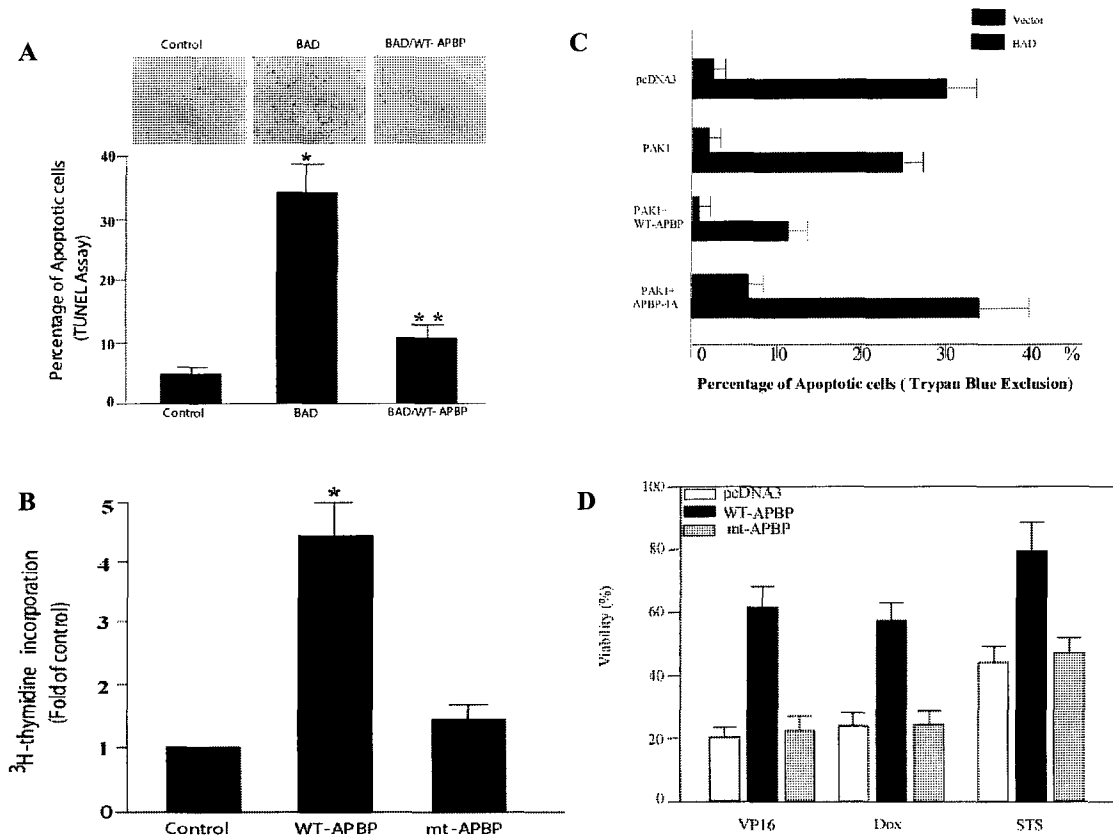 A
Control
BAD
BAD/WT- APBP
Percentage of Apoptotic cells
(TUNEL Assay)
40
30
20
10
0
*
* *
Control
BAD
BAD/WT- APBP
B
³H-thymidine incorporation
(Fold of control)
5
4
3
2
1
0
*
Control
WT-APBP
mt-APBP
C
Vector
BAD
pcDNA3
PAK1
PAK1+
WT-APBP
PAK1+
APBP-4A
0
10
20
30
40
%
Percentage of Apoptotic cells ( Trypan Blue Exclusion)
D
pcDNA3
WT-APBP
mt-APBP
Viability (%)
100
80
60
40
20
0
VP16
Dox
STS